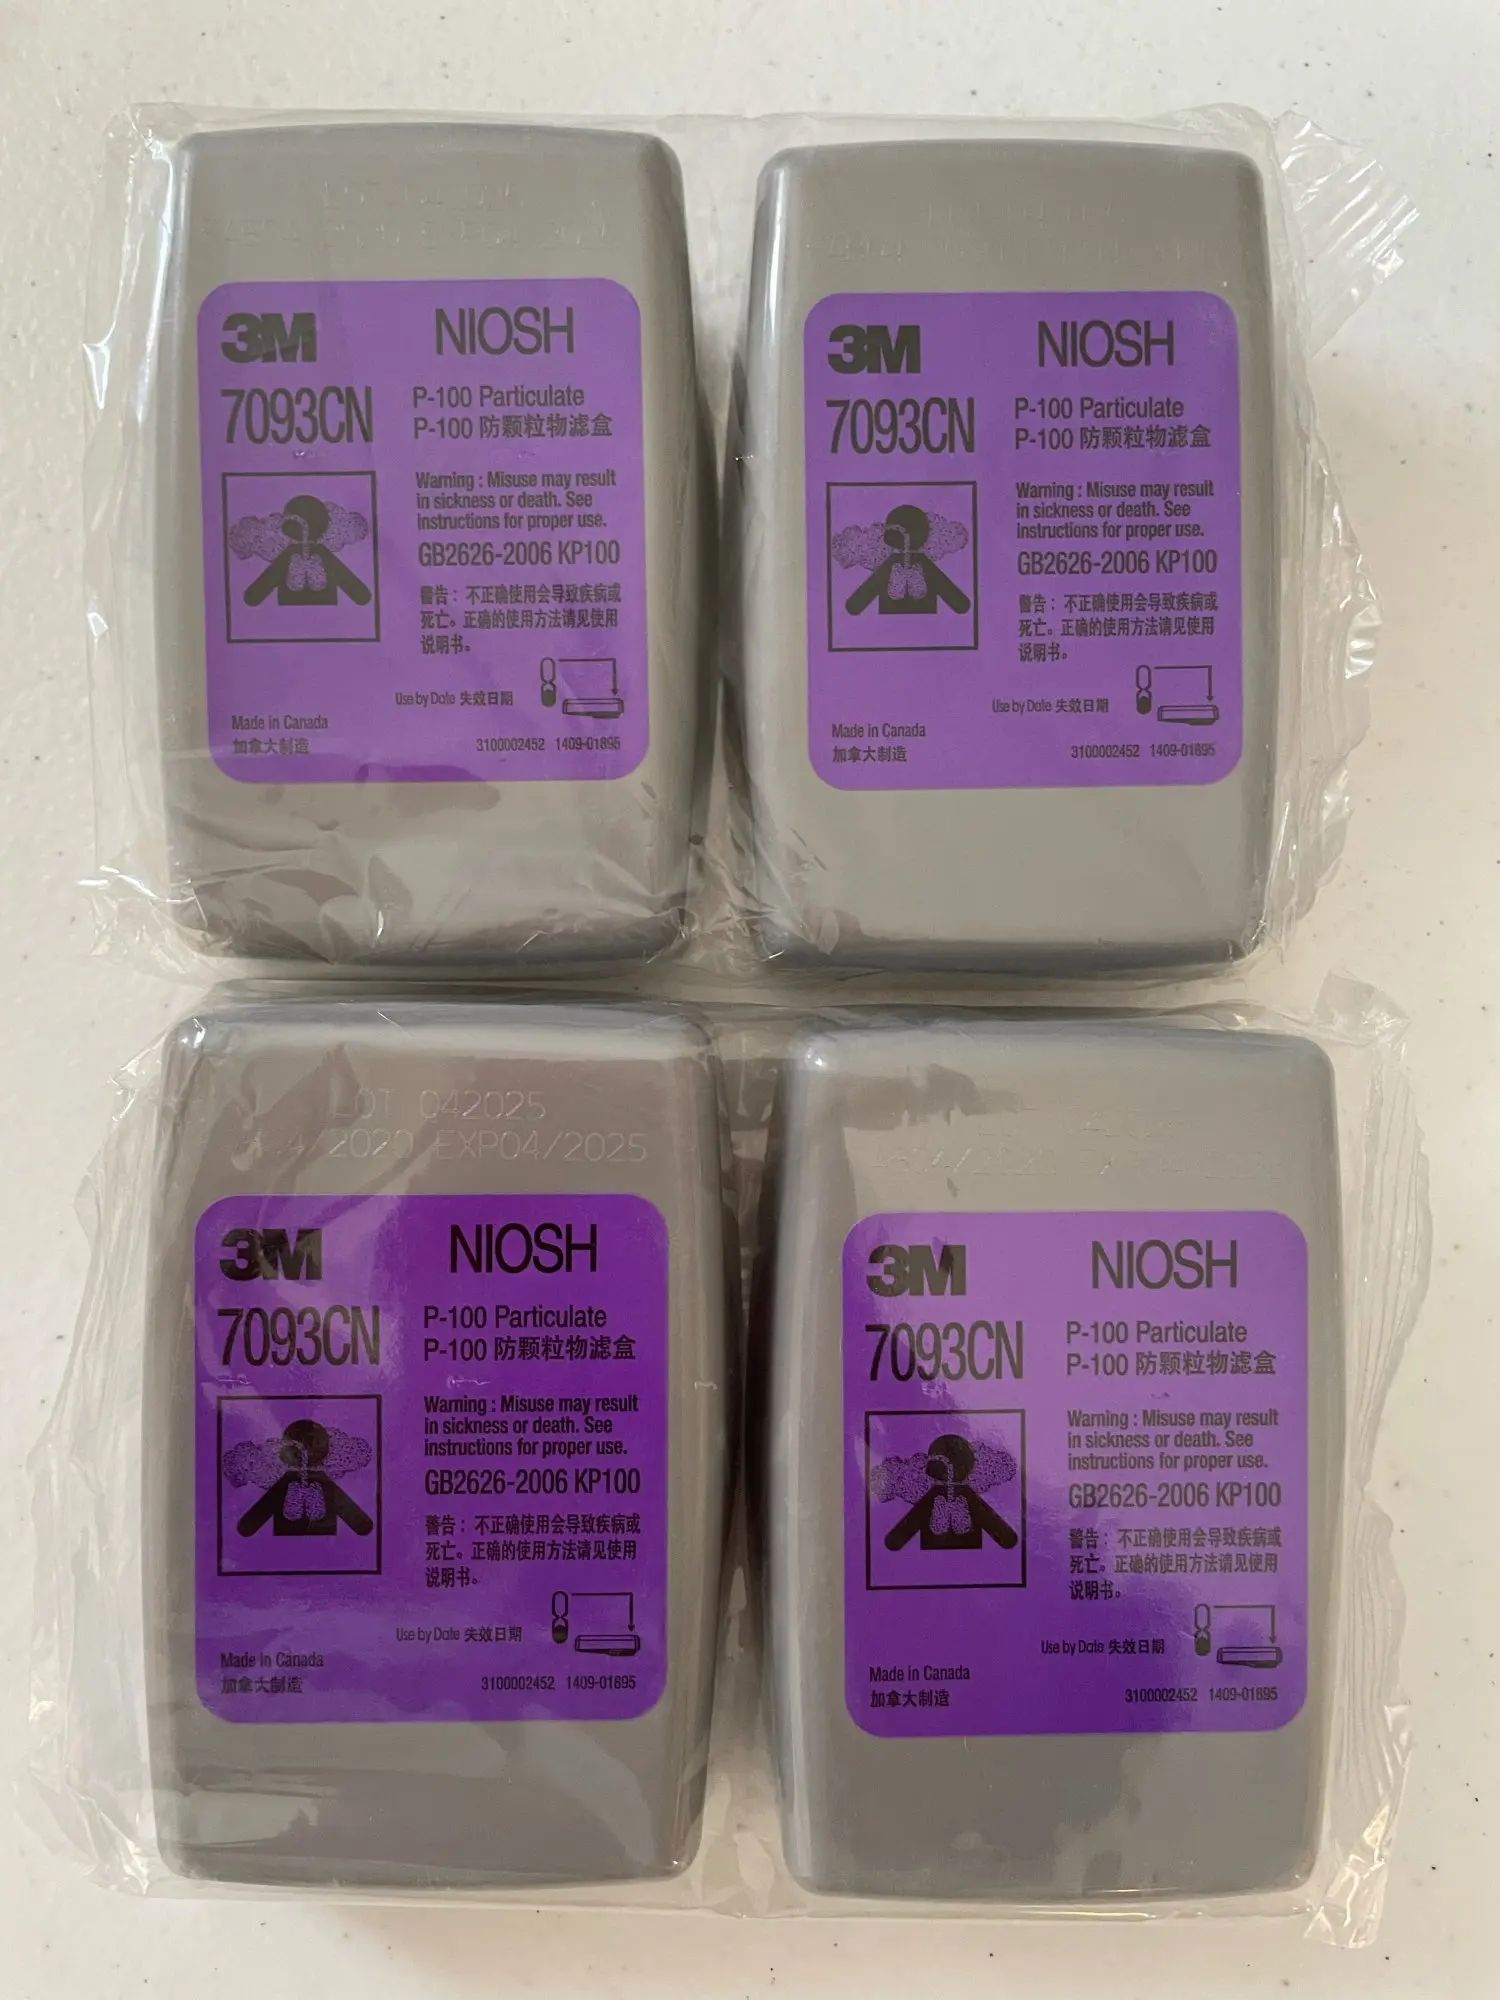 3M NIOSH
7093CN
P-100 Particulate
P-100 防颗粒物滤盒
Warning : Misuse may result
in sickness or death. See
instructions for proper use.
GB2626-2006 KP100
警告：不正确使用会导致疾病或
死亡。正确的使用方法请见使用
说明书。
Use by Date 失效日期
Made in Canada
加拿大制造
3100002452 1409-01895
3M NIOSH
7093CN
P-100 Particulate
P-100 防颗粒物滤盒
Warning : Misuse may result
in sickness or death. See
instructions for proper use.
GB2626-2006 KP100
警告：不正确使用会导致疾病或
死亡。正确的使用方法请见使用
说明书。
Use by Date 失效日期
Made in Canada
加拿大制造
3100002452 1409-01895
LOT 042025
4/2020 EXP04/2025
3M NIOSH
7093CN
P-100 Particulate
P-100 防颗粒物滤盒
Warning : Misuse may result
in sickness or death. See
instructions for proper use.
GB2626-2006 KP100
警告：不正确使用会导致疾病或
死亡。正确的使用方法请见使用
说明书。
Use by Date 失效日期
Made in Canada
加拿大制造
3100002452 1409-01895
3M NIOSH
7093CN
P-100 Particulate
P-100 防颗粒物滤盒
Warning : Misuse may result
in sickness or death. See
instructions for proper use.
GB2626-2006 KP100
警告：不正确使用会导致疾病或
死亡。正确的使用方法请见使用
说明书。
Use by Date 失效日期
Made in Canada
加拿大制造
3100002452 1409-01895